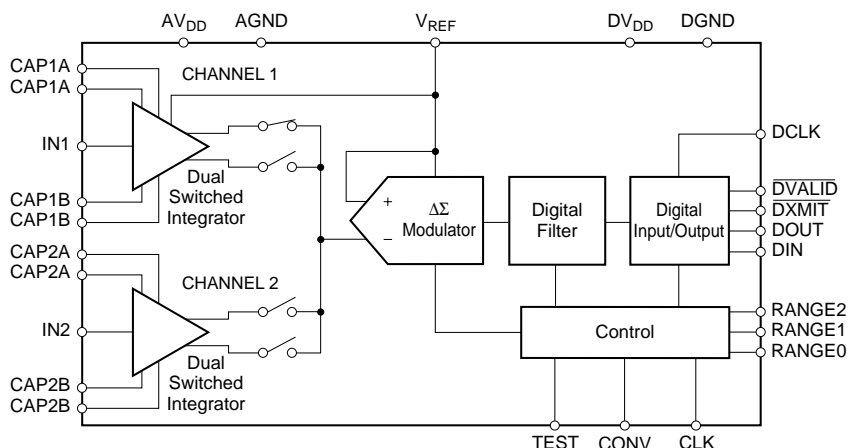 AVDD
AGND
VREF
DVDD
DGND
CAP1A
CAP1A
CHANNEL 1
IN1
DCLK
CAP1B
CAP1B
Dual
Switched
Integrator
+
ΔΣ
Modulator
−
Digital
Filter
Digital
Input/Output
DVALID
DXMIT
DOUT
DIN
CAP2A
CAP2A
CHANNEL 2
IN2
Control
RANGE2
RANGE1
RANGE0
CAP2B
CAP2B
Dual
Switched
Integrator
TEST
CONV
CLK